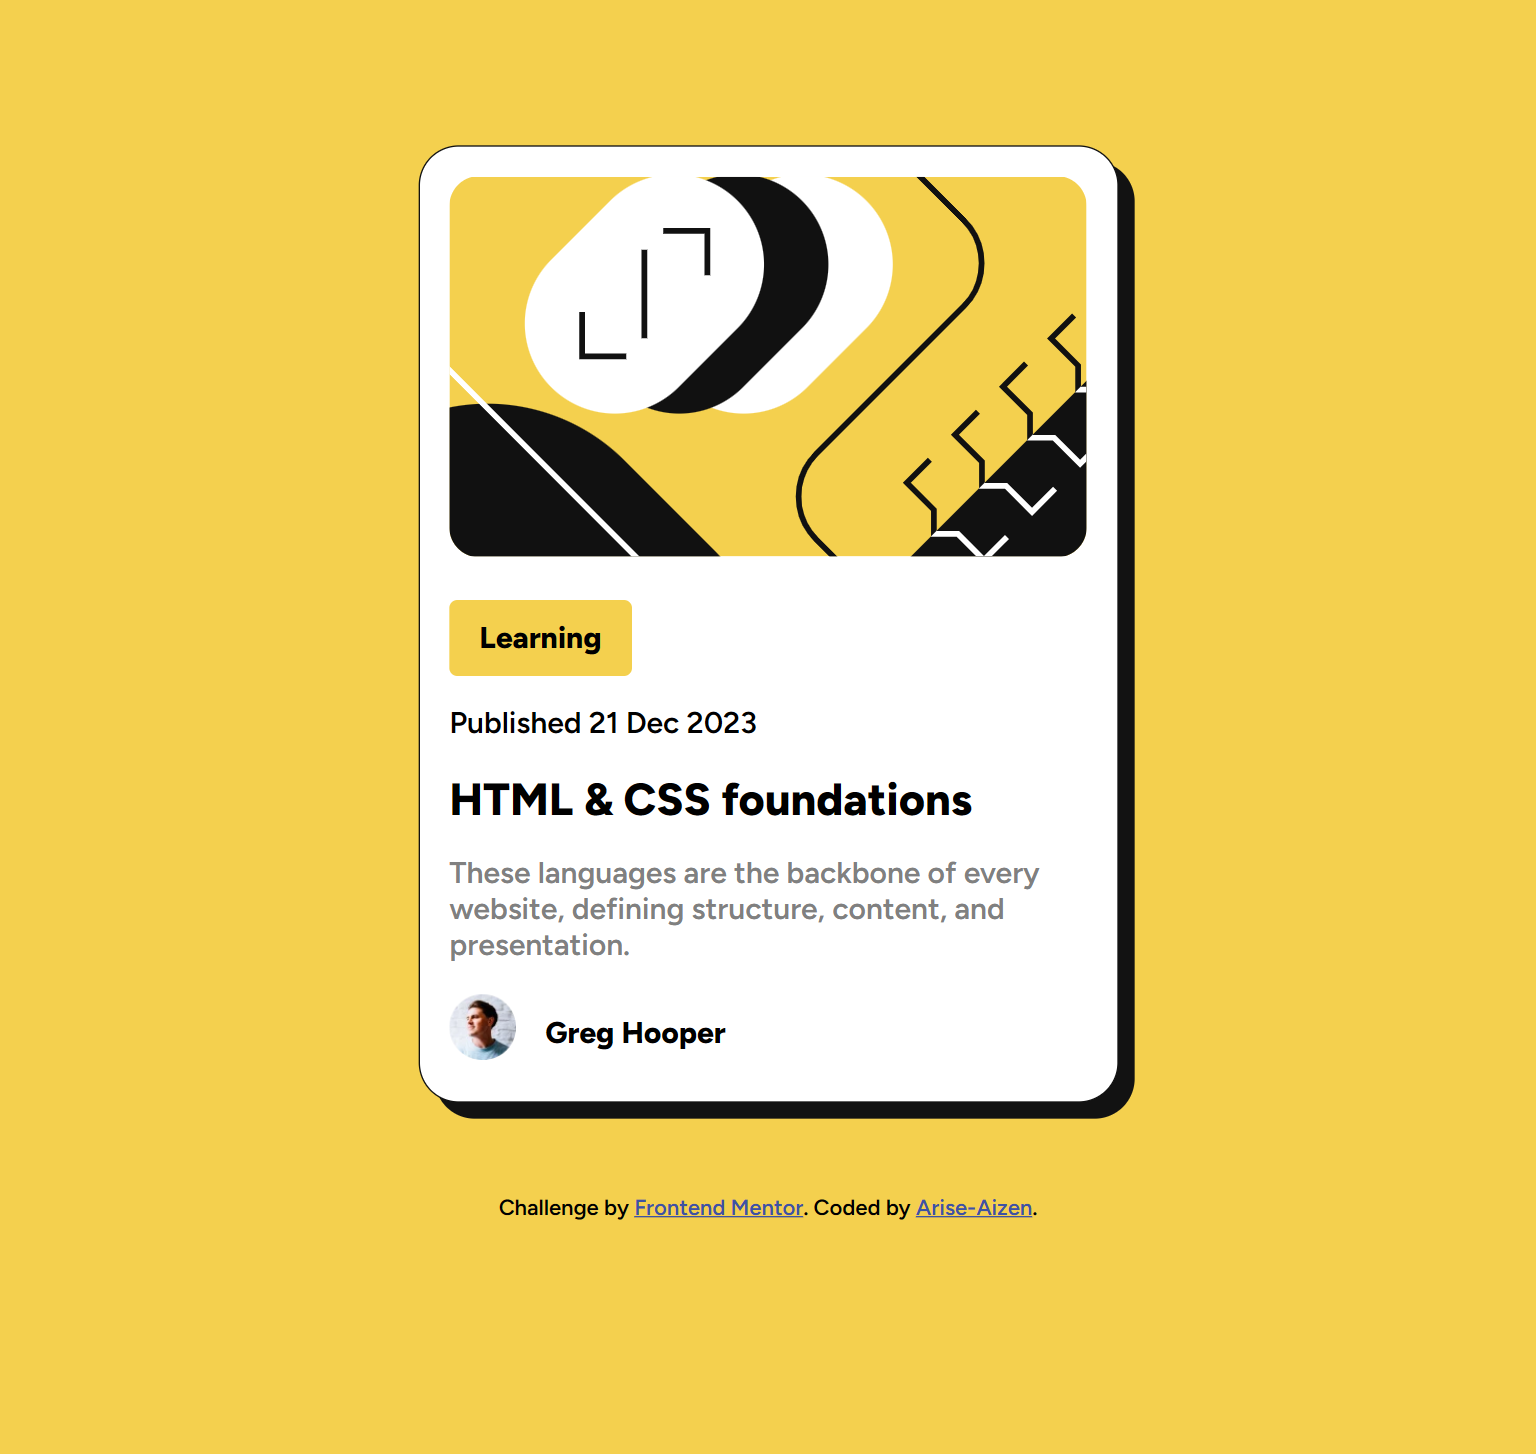 Learning
Published 21 Dec 2023
HTML & CSS foundations
These languages are the backbone of every
website, defining structure, content, and
presentation.
Greg Hooper
Challenge by Frontend Mentor. Coded by Arise-Aizen.